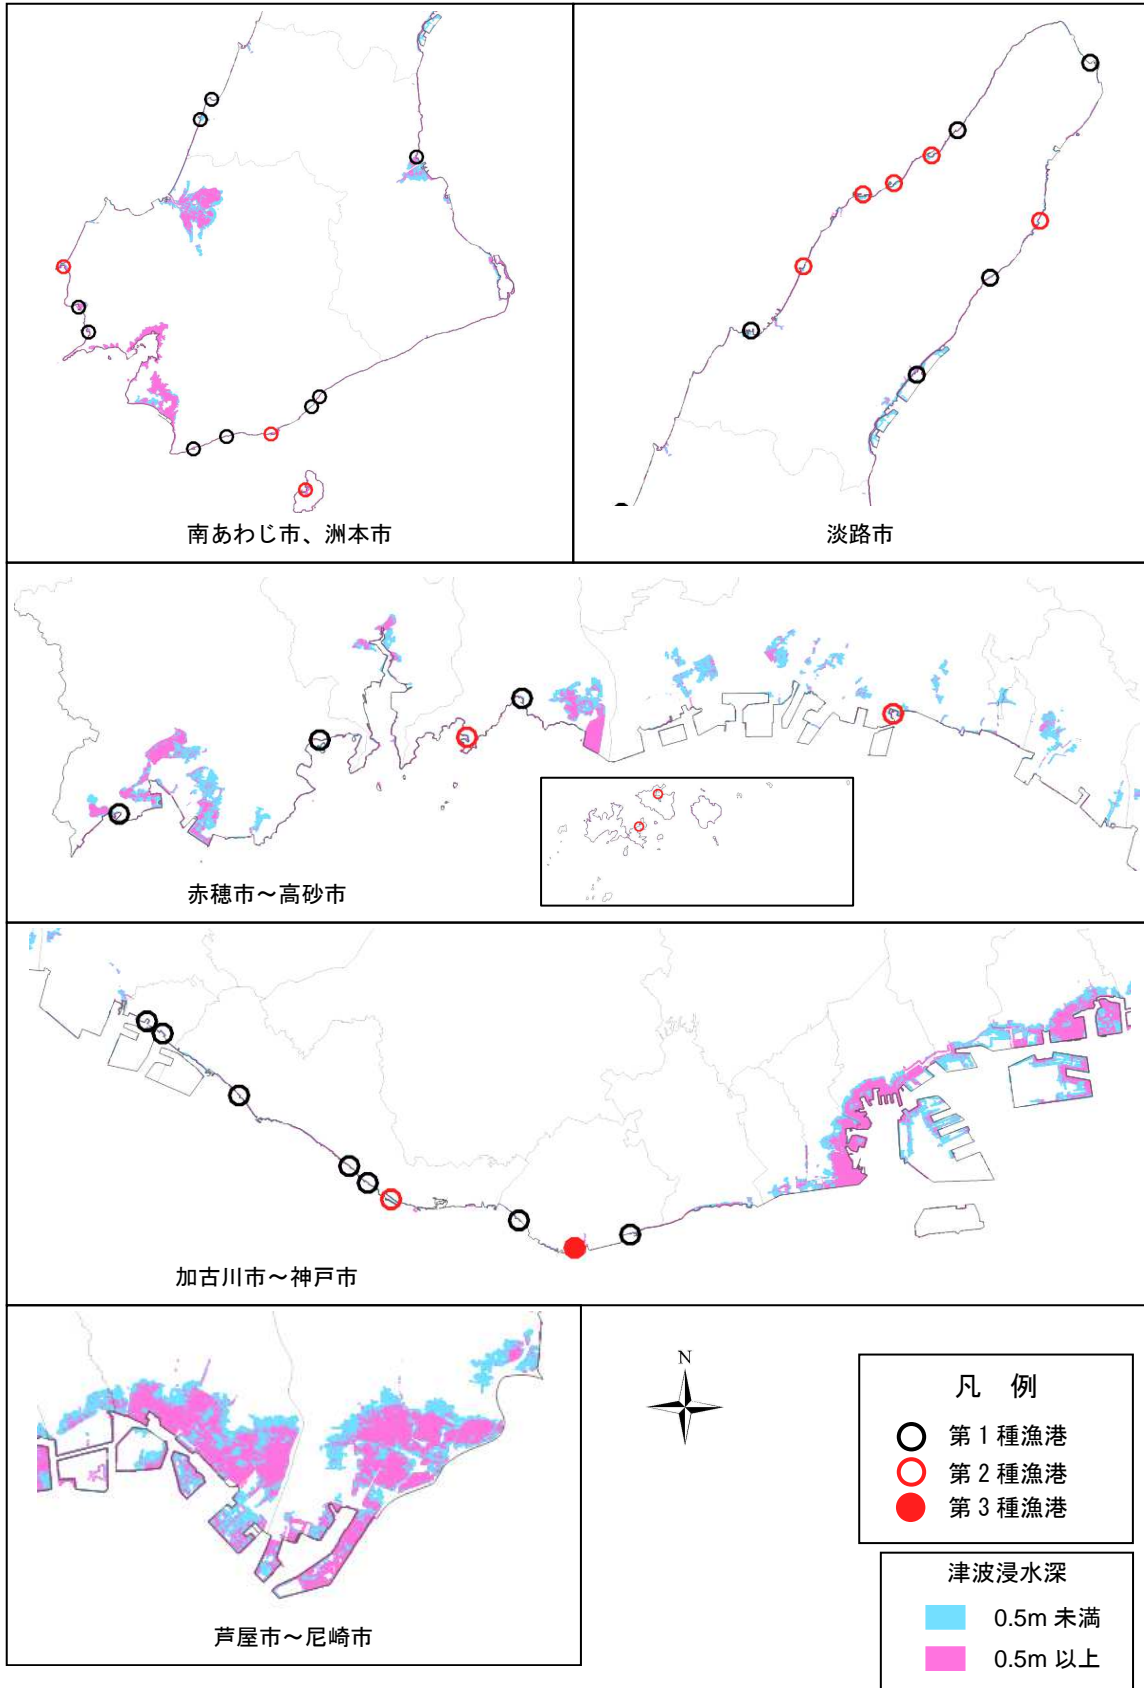 南あわじ市、洲本市
淡路市
赤穂市～高砂市
加古川市～神戸市
芦屋市～尼崎市
N
凡 例
第1種漁港
第2種漁港
第3種漁港
津波浸水深
0.5m 未満
0.5m 以上